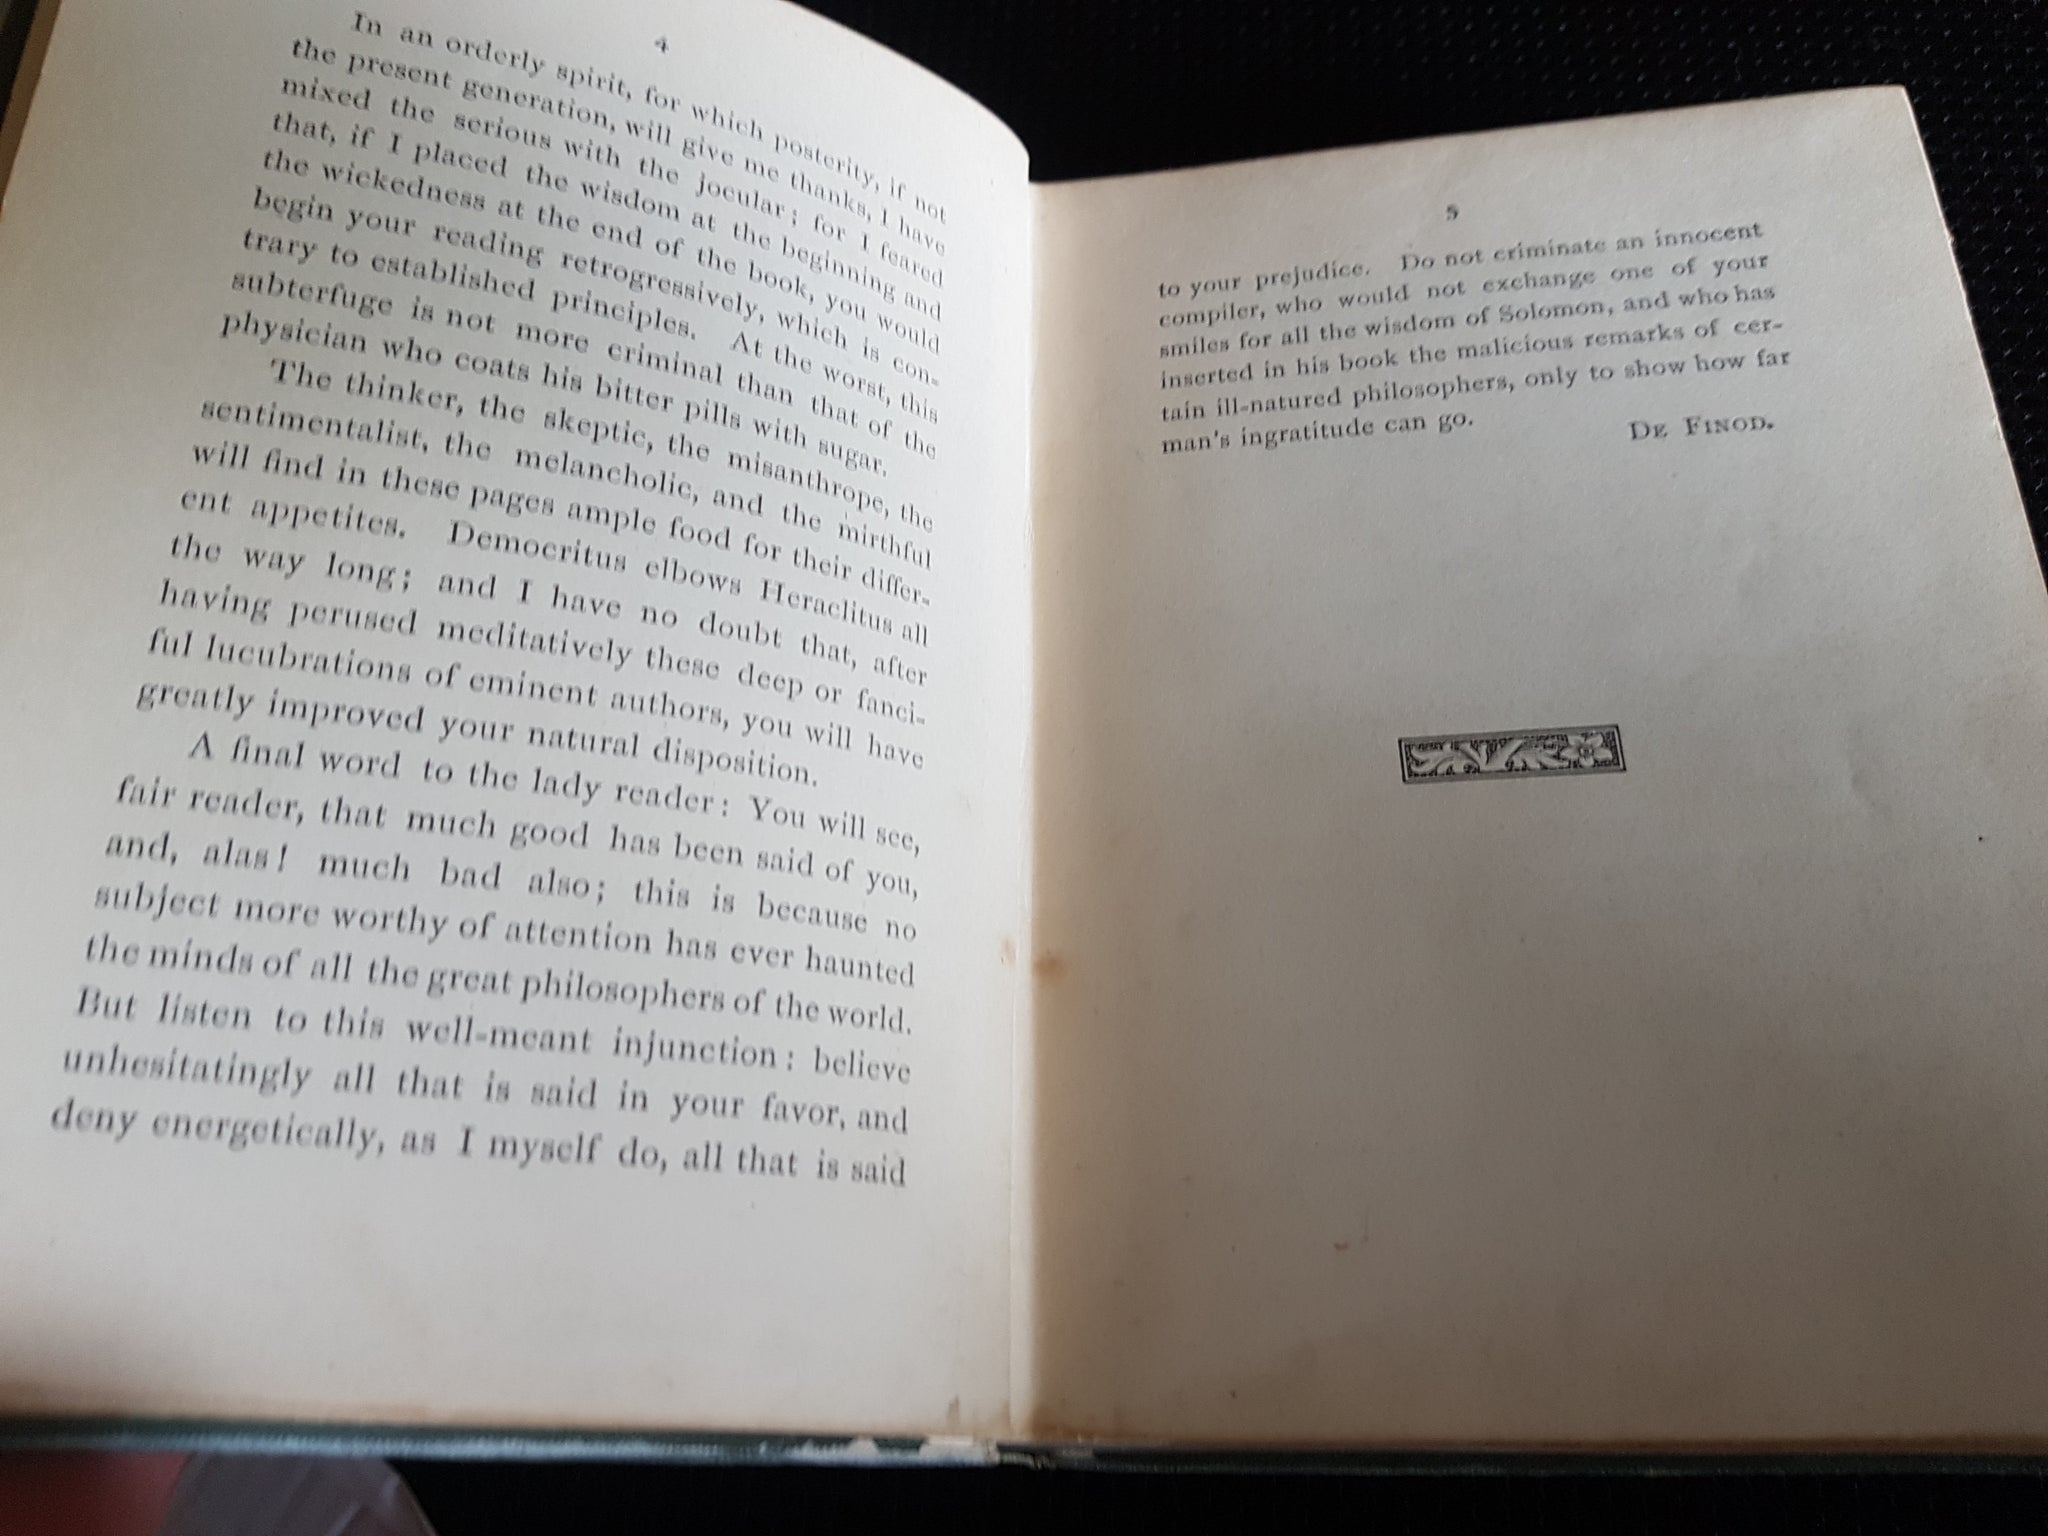 4
In an orderly spirit, for which posterity, if not
the present generation, will give me thanks, I have
mixed the serious with the jocular; for I feared
that, if I placed the wisdom at the beginning and
the wickedness at the end of the book, you would
begin your reading retrogressively, which is con-
trary to established principles. At the worst, this
subterfuge is not more criminal than that of the
physician who coats his bitter pills with sugar.
The thinker, the skeptic, the misanthrope, the
sentimentalist, the melancholic, and the mirthful
will find in these pages ample food for their differ-
ent appetites. Democritus elbows Heraclitus all
the way long; and I have no doubt that, after
having perused meditatively these deep or fanci-
ful lucubrations of eminent authors, you will have
greatly improved your natural disposition.
A final word to the lady reader: You will see,
fair reader, that much good has been said of you,
and, alas! much bad also; this is because no
subject more worthy of attention has ever haunted
the minds of all the great philosophers of the world.
But listen to this well-meant injunction: believe
unhesitatingly all that is said in your favor, and
deny energetically, as I myself do, all that is said
5
to your prejudice. Do not criminate an innocent
compiler, who would not exchange one of your
smiles for all the wisdom of Solomon, and who has
inserted in his book the malicious remarks of cer-
tain ill-natured philosophers, only to show how far
man's ingratitude can go.
DE FINOD.